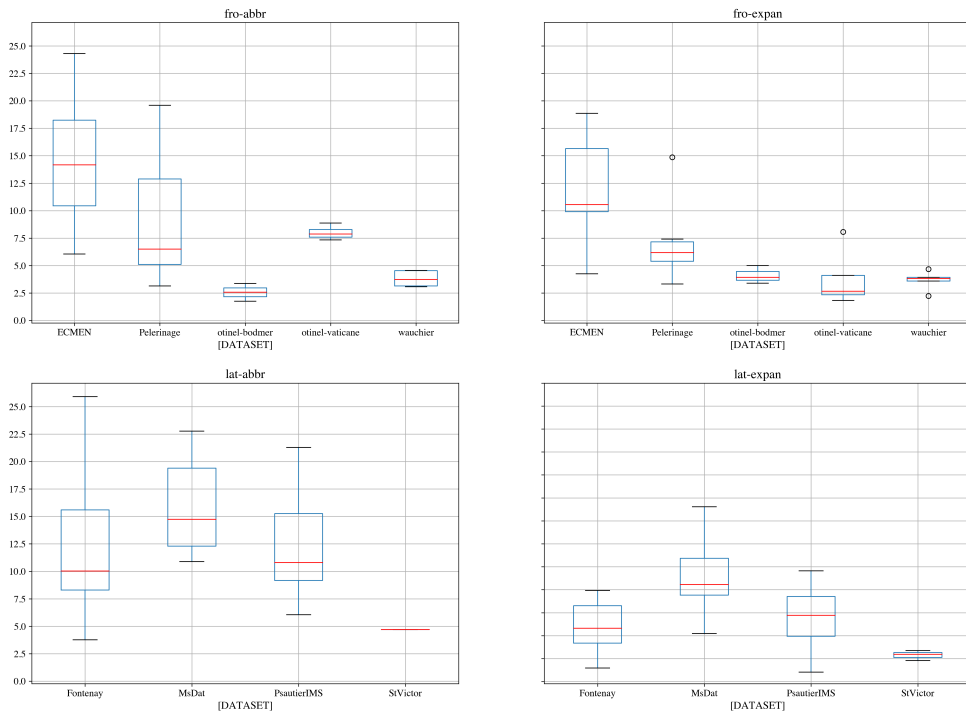 fro-abbr
25.0
22.5
20.0
17.5
15.0
12.5
10.0
7.5
5.0
2.5
0.0
ECMEN Pelerinage otinel-bodmer otinel-vaticane wauchier
[DATASET]
fro-expan
ECMEN Pelerinage otinel-bodmer otinel-vaticane wauchier
[DATASET]
lat-abbr
25.0
22.5
20.0
17.5
15.0
12.5
10.0
7.5
5.0
2.5
0.0
Fontenay MsDat PsautierIMS StVictor
[DATASET]
lat-expan
Fontenay MsDat PsautierIMS StVictor
[DATASET]